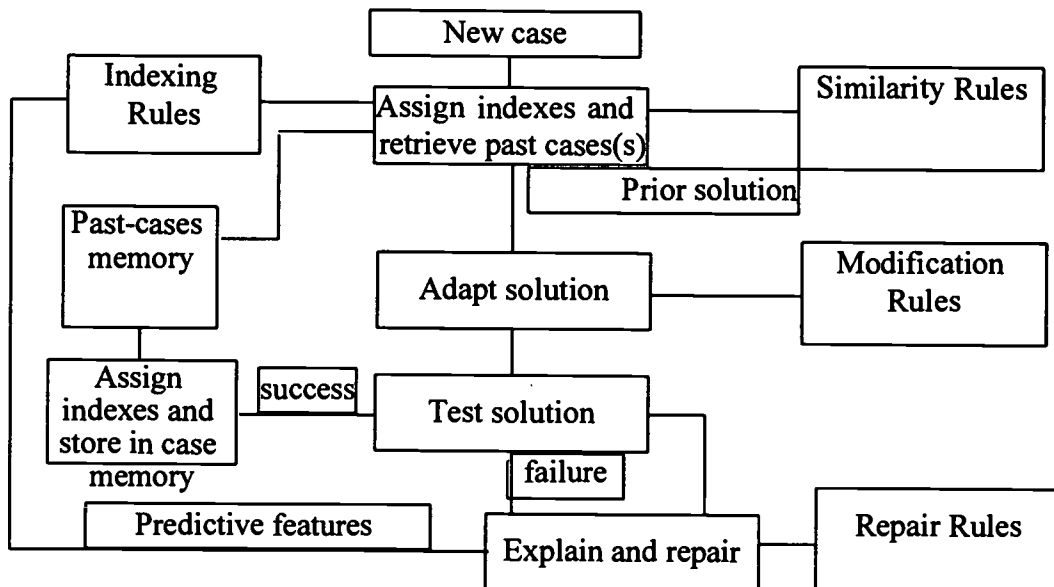 New case
Indexing
Rules
Assign indexes and
retrieve past cases(s)
Similarity Rules
Prior solution
Past-cases
memory
Adapt solution
Modification
Rules
Assign
indexes and
store in case
memory
success
Test solution
failure
Predictive features
Explain and repair
Repair Rules